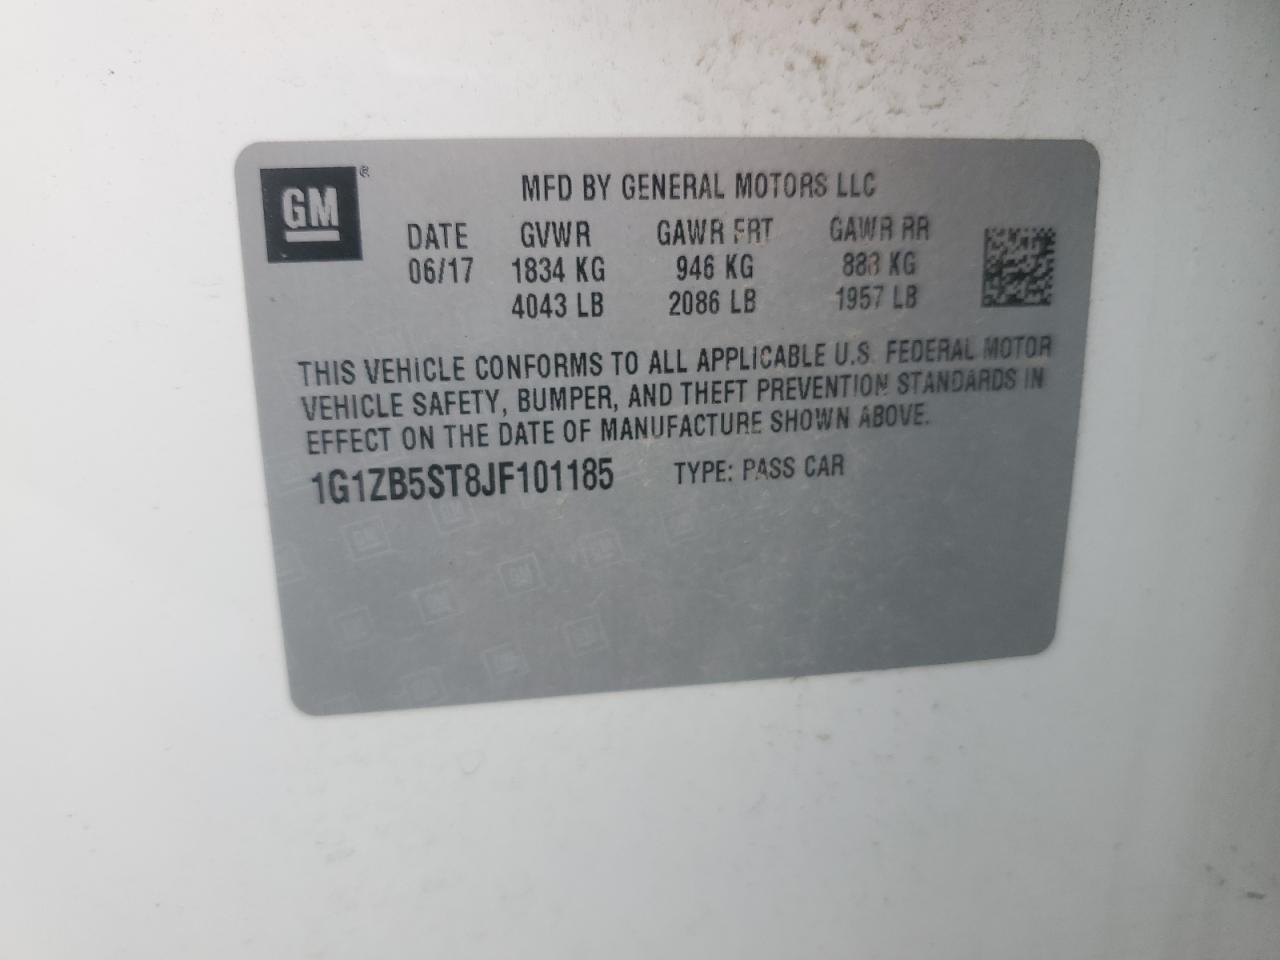 GM®
MFD BY GENERAL MOTORS LLC
DATE GVWR GAWR FRT GAWR RR
06/17 1834 KG 946 KG 888 KG
4043 LB 2086 LB 1957 LB
THIS VEHICLE CONFORMS TO ALL APPLICABLE U.S. FEDERAL MOTOR
VEHICLE SAFETY, BUMPER, AND THEFT PREVENTION STANDARDS IN
EFFECT ON THE DATE OF MANUFACTURE SHOWN ABOVE.
1G1ZB5ST8JF101185 TYPE: PASS CAR